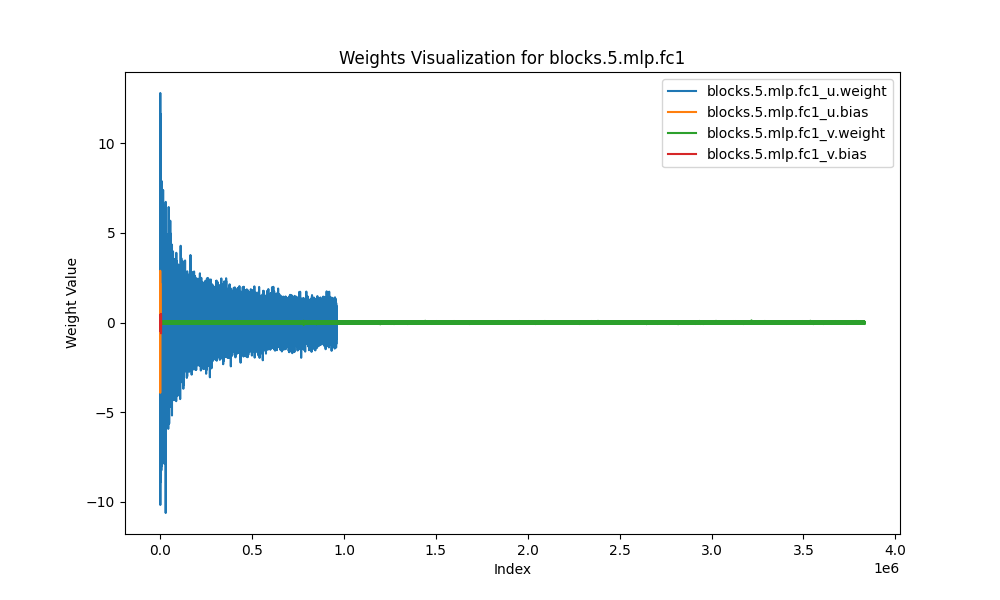 Weights Visualization for blocks.5.mlp.fc1
blocks.5.mlp.fc1_u.weight
blocks.5.mlp.fc1_u.bias
blocks.5.mlp.fc1_v.weight
blocks.5.mlp.fc1_v.bias
Weight Value
10
5
0
−5
−10
0.0 0.5 1.0 1.5 2.0 2.5 3.0 3.5 4.0
1e6
Index